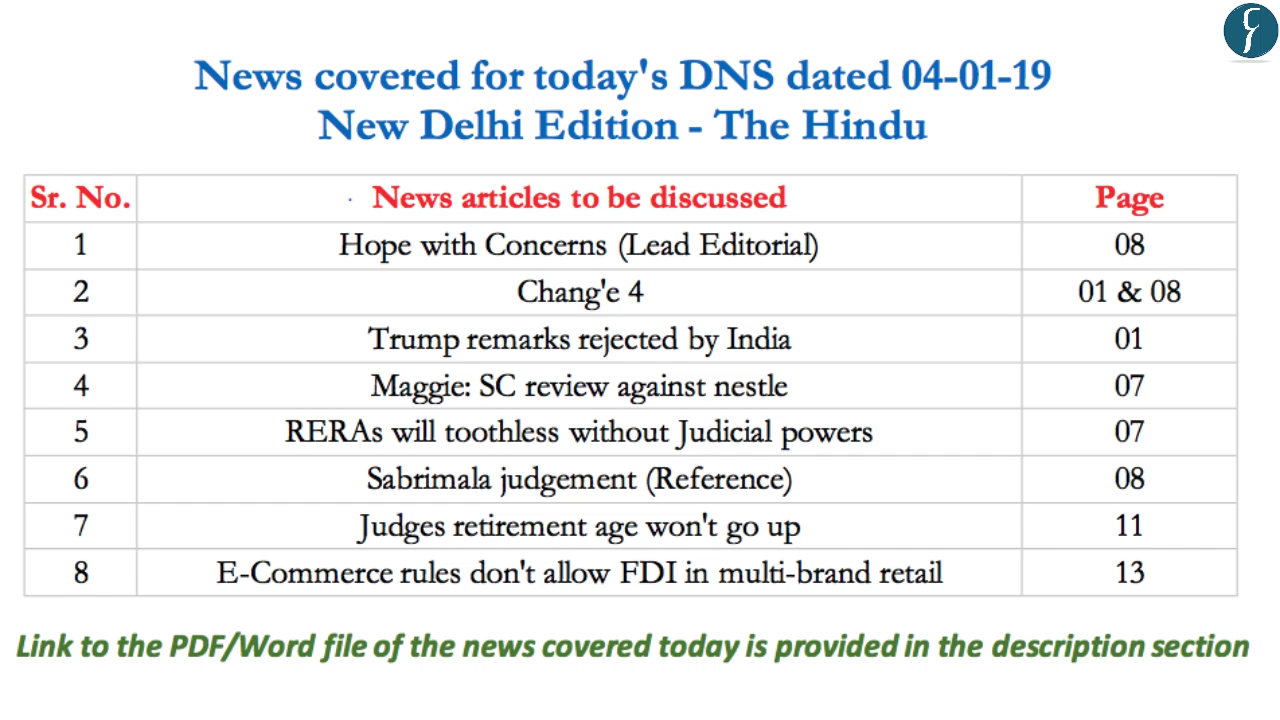 News covered for today's DNS dated 04-01-19
New Delhi Edition - The Hindu
Sr. No. News articles to be discussed Page
1 Hope with Concerns (Lead Editorial) 08
2 Chang'e 4 01 & 08
3 Trump remarks rejected by India 01
4 Maggie: SC review against nestle 07
5 RERAs will toothless without Judicial powers 07
6 Sabrimala judgement (Reference) 08
7 Judges retirement age won't go up 11
8 E-Commerce rules don't allow FDI in multi-brand retail 13
Link to the PDF/Word file of the news covered today is provided in the description section